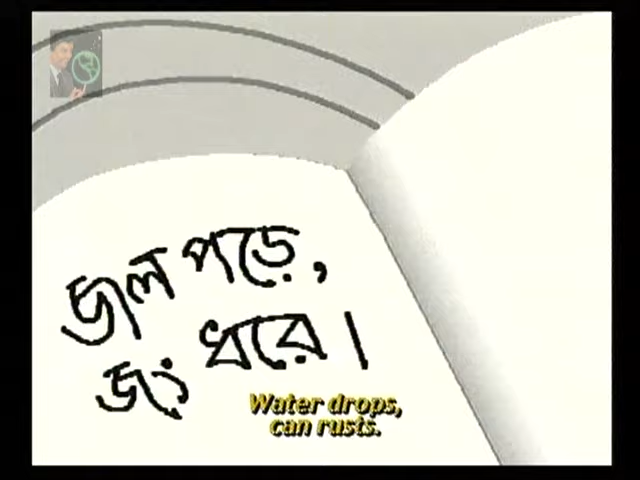 জল পড়ে,
জং ধরে।
Water drops,
can rusts.